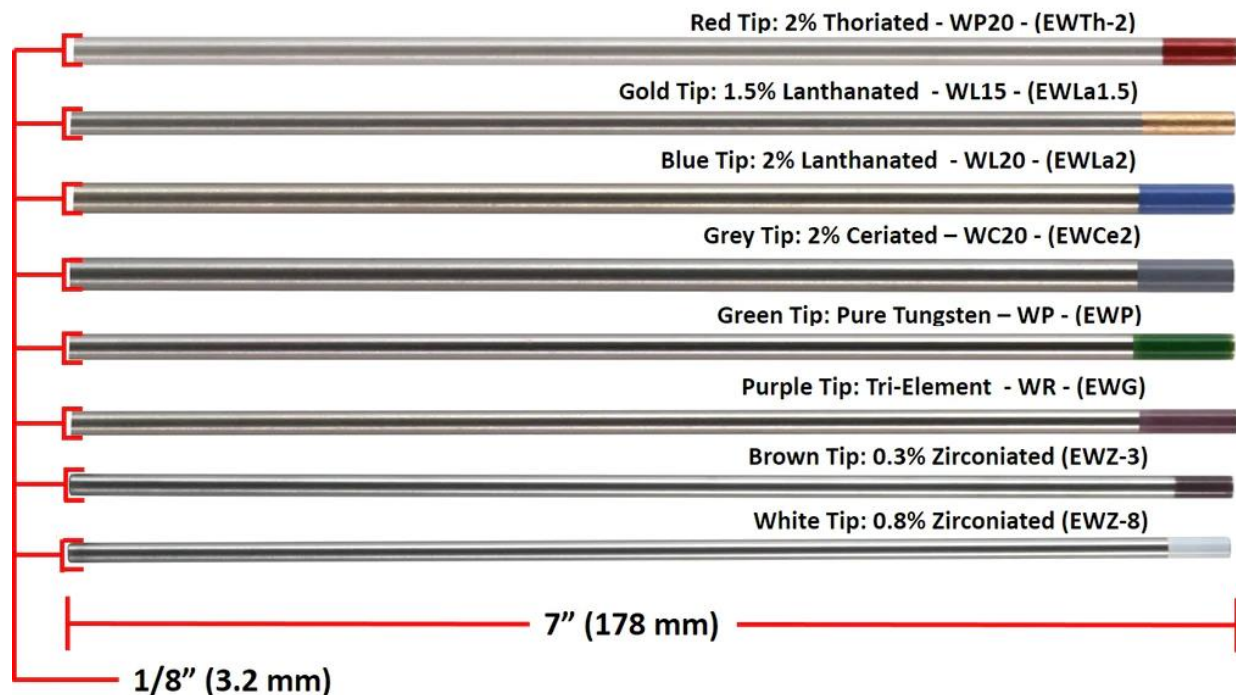 Red Tip: 2% Thoriated - WP20 - (EWTh-2)
Gold Tip: 1.5% Lanthanated - WL15 - (EWLa1.5)
Blue Tip: 2% Lanthanated - WL20 - (EWLa2)
Grey Tip: 2% Ceriated – WC20 - (EWCe2)
Green Tip: Pure Tungsten – WP - (EWP)
Purple Tip: Tri-Element - WR - (EWG)
Brown Tip: 0.3% Zirconiated (EWZ-3)
White Tip: 0.8% Zirconiated (EWZ-8)
7” (178 mm)
1/8” (3.2 mm)